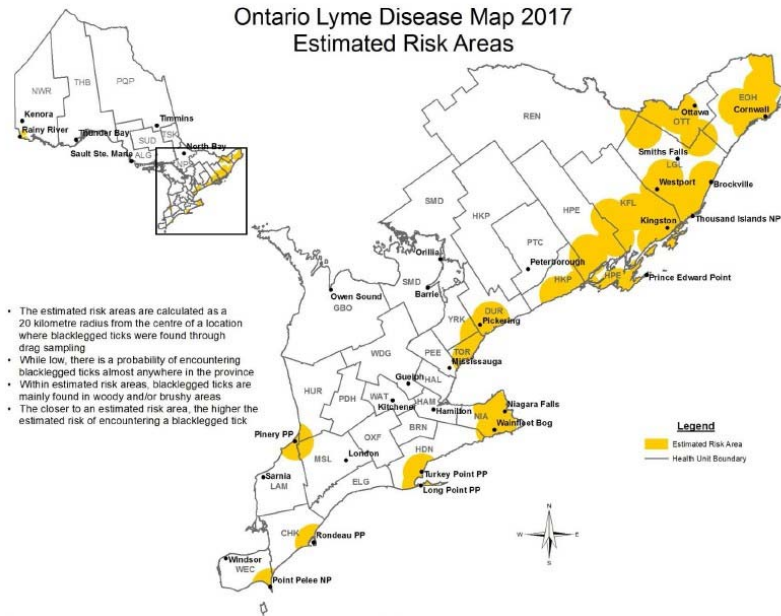 Ontario Lyme Disease Map 2017
Estimated Risk Areas
NWR
THB
PQP
Kenora
Rainy River
Thunder Bay
Timmins
SUD
TSK
Sault Ste. Marie
ALG
North Bay
NPS
REN
OTT
Ottawa
EOH
Cornwall
Smiths Falls
LGL
Westport
Brockville
KFL
Kingston
Thousand Islands NP
SMD
HKP
HPE
PTC
Peterborough
HKP
HPE
Prince Edward Point
Orillia
SMD
Barrie
Owen Sound
GBO
YRK
DUR
Pickering
TOR
PEE
Mississauga
WDG
Guelph
HAL
HUR
PDH
WAT
Kitchener
HAM
Hamilton
NIA
Niagara Falls
Wainfleet Bog
Pinery PP
OXF
BRN
HDN
MSL
London
Turkey Point PP
Sarnia
LAM
ELG
Long Point PP
CHK
Rondeau PP
Windsor
WEC
Point Pelee NP
• The estimated risk areas are calculated as a
20 kilometre radius from the centre of a location
where blacklegged ticks were found through
drag sampling
• While low, there is a probability of encountering
blacklegged ticks almost anywhere in the province
• Within estimated risk areas, blacklegged ticks are
mainly found in woody and/or brushy areas
• The closer to an estimated risk area, the higher the
estimated risk of encountering a blacklegged tick
Legend
Estimated Risk Area
Health Unit Boundary
N
W E
S